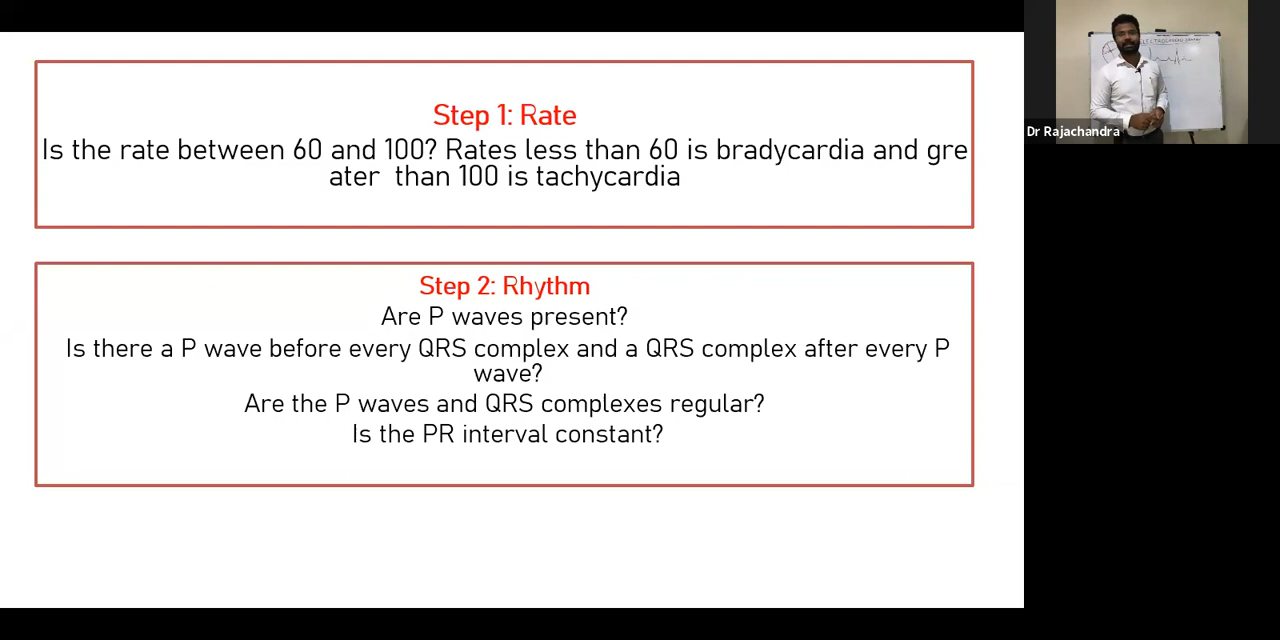 Step 1: Rate
Is the rate between 60 and 100? Rates less than 60 is bradycardia and gre
ater than 100 is tachycardia
Step 2: Rhythm
Are P waves present?
Is there a P wave before every QRS complex and a QRS complex after every P
wave?
Are the P waves and QRS complexes regular?
Is the PR interval constant?
Dr Rajachandra